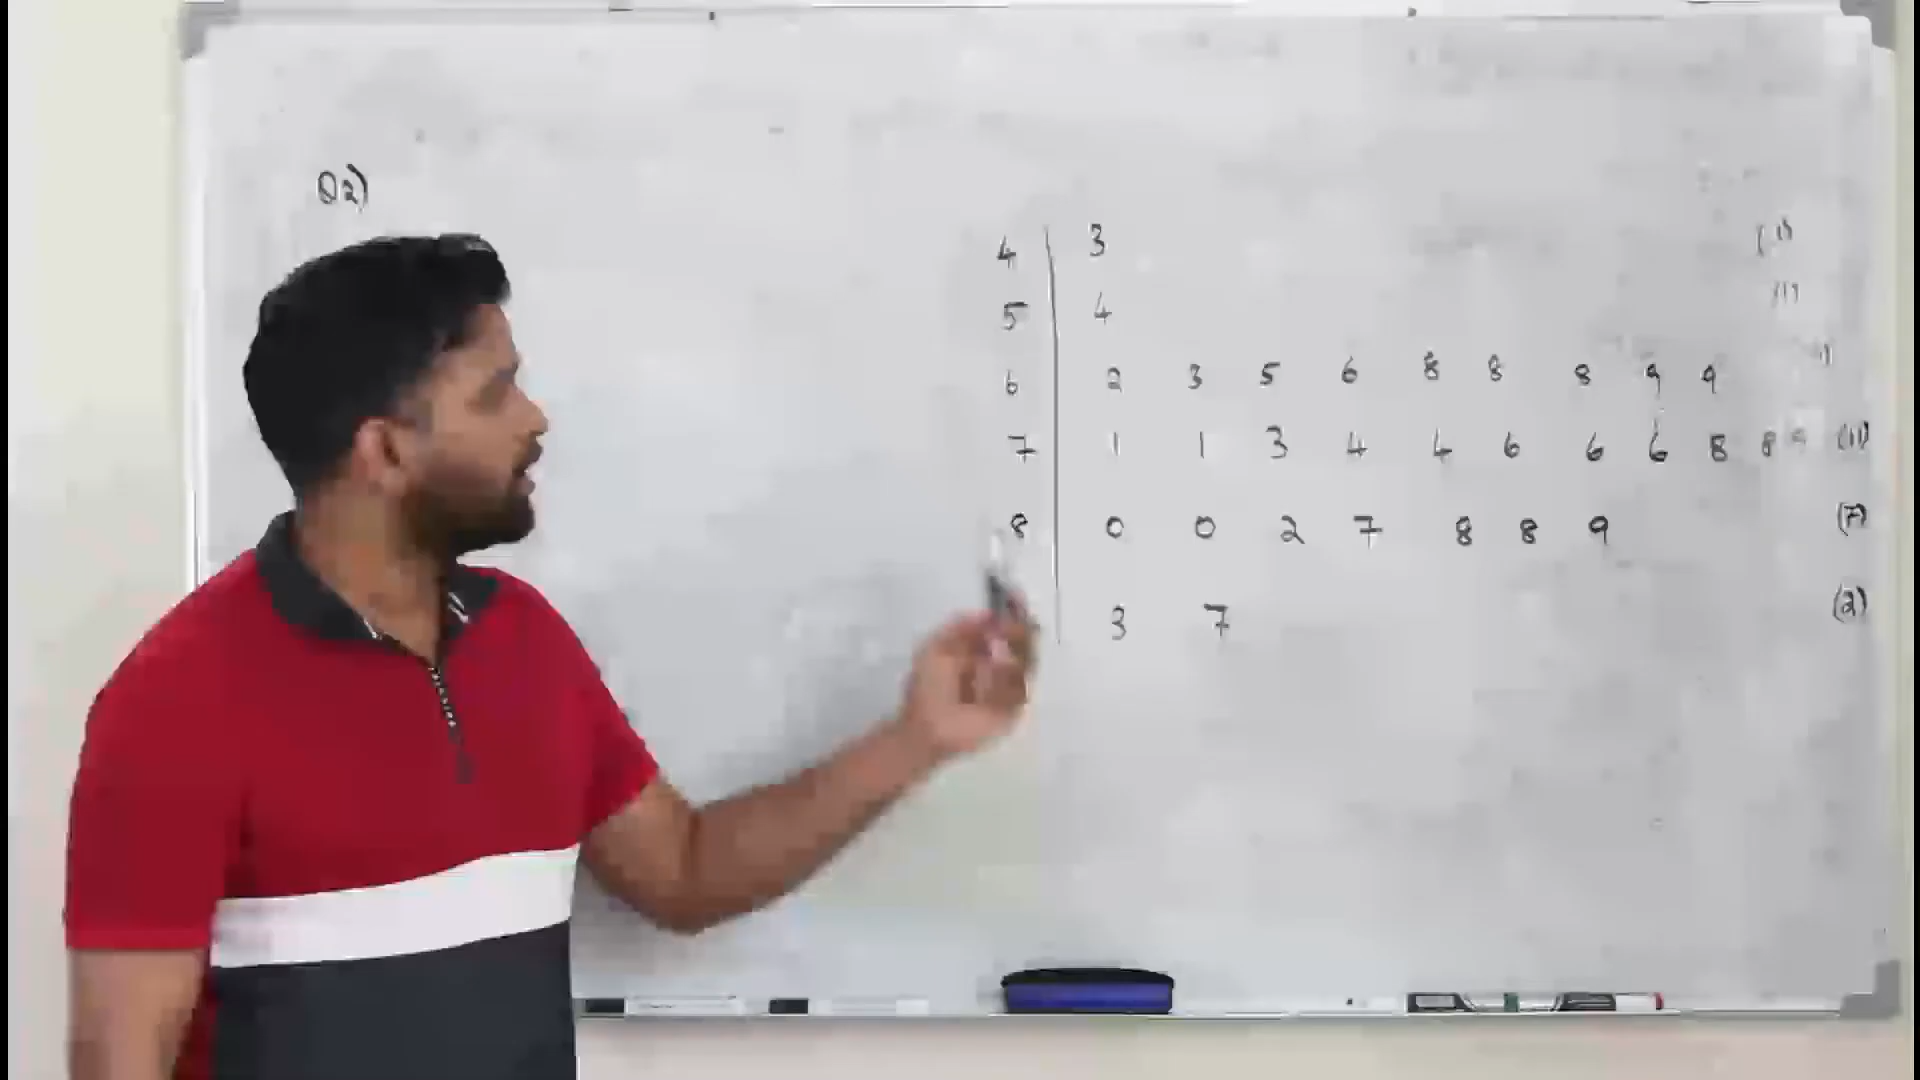 Q2)
4 | 3 (1)
5 | 4 (1)
6 | 2 3 5 6 8 8 8 9 9
7 | 1 1 3 4 4 6 6 6 8 8 9 (11)
8 | 0 0 2 7 8 8 9 (7)
| 3 7 (2)